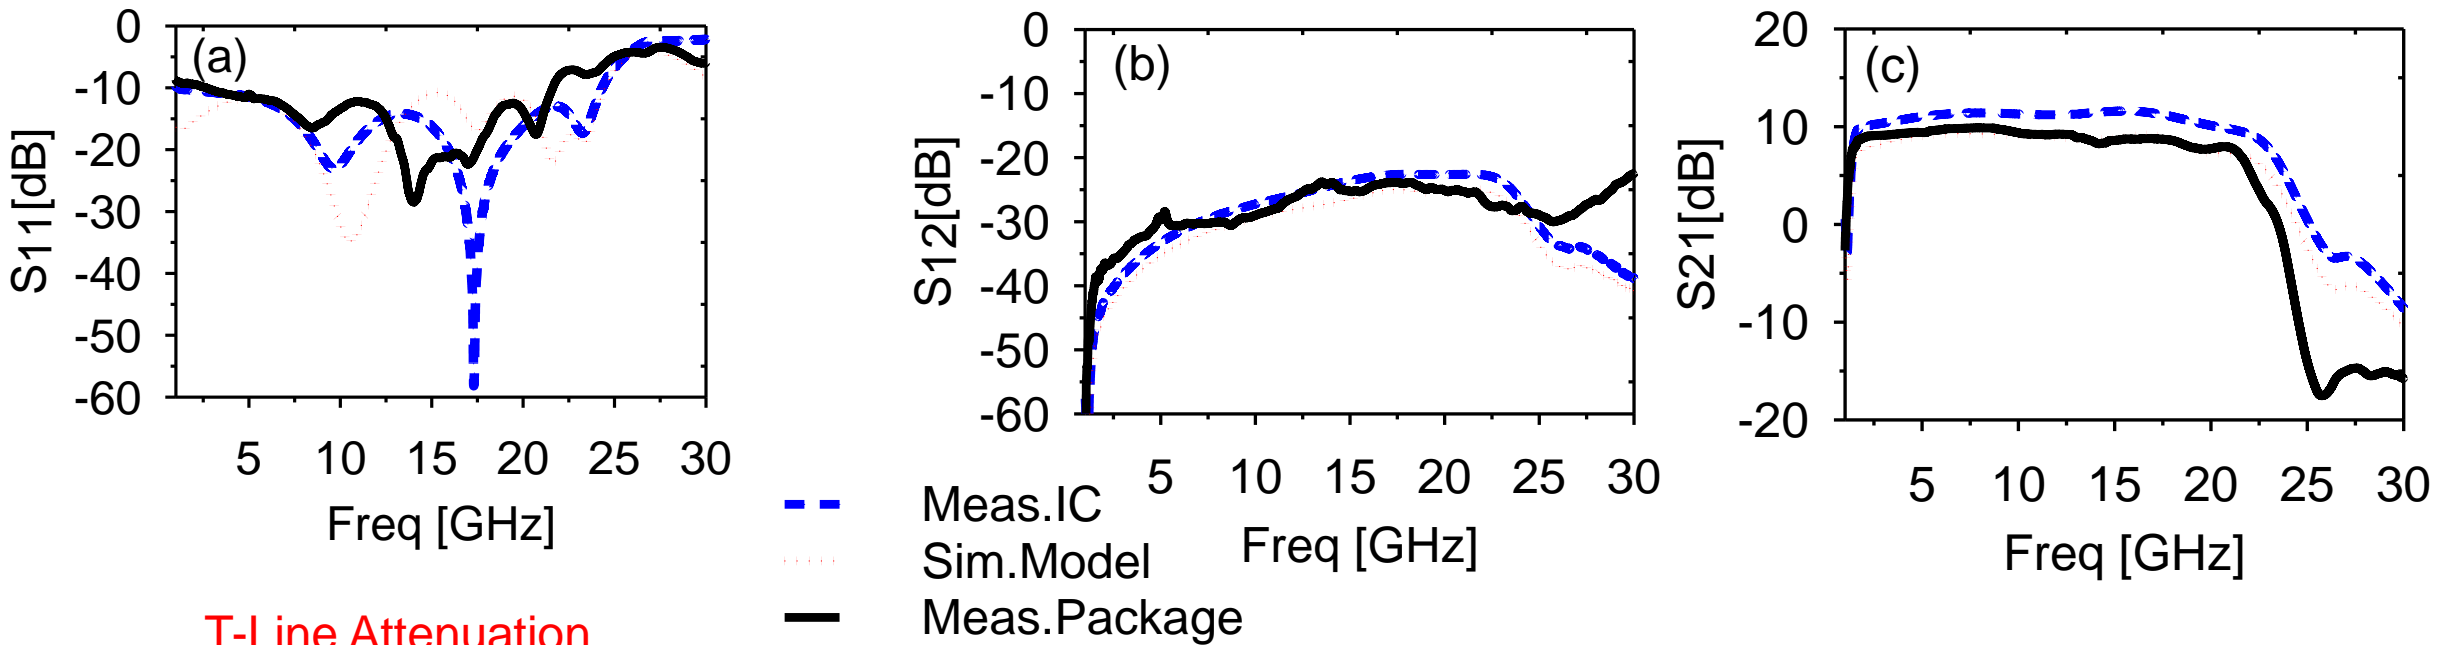 (a)
0
-10
-20
-30
-40
-50
-60
S11[dB]
5 10 15 20 25 30
Freq [GHz]
(b)
0
-10
-20
-30
-40
-50
-60
S12[dB]
5 10 15 20 25 30
Freq [GHz]
(c)
20
10
0
-10
-20
S21[dB]
5 10 15 20 25 30
Freq [GHz]
Meas.IC
Sim.Model
Meas.Package
T-Line Attenuation